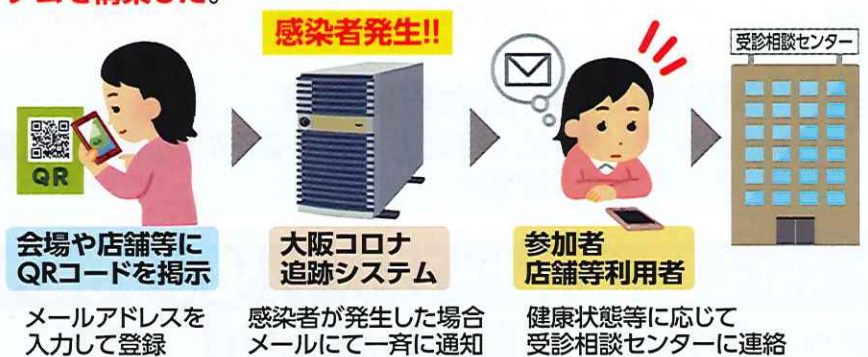 テムを構築した。
感染者発生!!
受診相談センター
QR
会場や店舗等に
QRコードを掲示
大阪コロナ
追跡システム
参加者
店舗等利用者
メールアドレスを
入力して登録
感染者が発生した場合
メールにて一斉に通知
健康状態等に応じて
受診相談センターに連絡